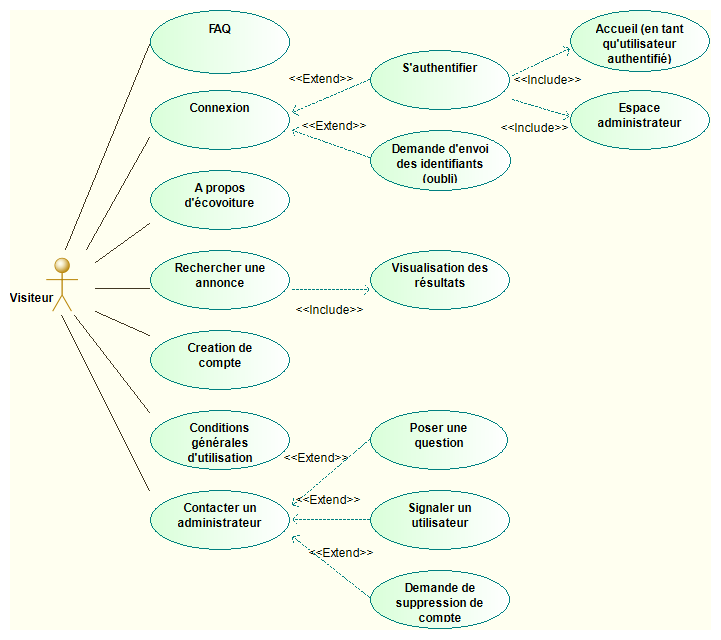 FAQ
Accueil (en tant
qu'utilisateur
authentifié)
S'authentifier
<<Extend>>
<<Include>>
Connexion
Espace
administrateur
<<Extend>>
<<Include>>
Demande d'envoi
des identifiants
(oubli)
A propos
d'écovoiture
Rechercher une
annonce
Visualisation des
résultats
<<Include>>
Visiteur
Creation de
compte
Conditions
générales
d'utilisation
Poser une
question
<<Extend>>
Contacter un
administrateur
<<Extend>>
Signaler un
utilisateur
<<Extend>>
Demande de
suppression de
compte